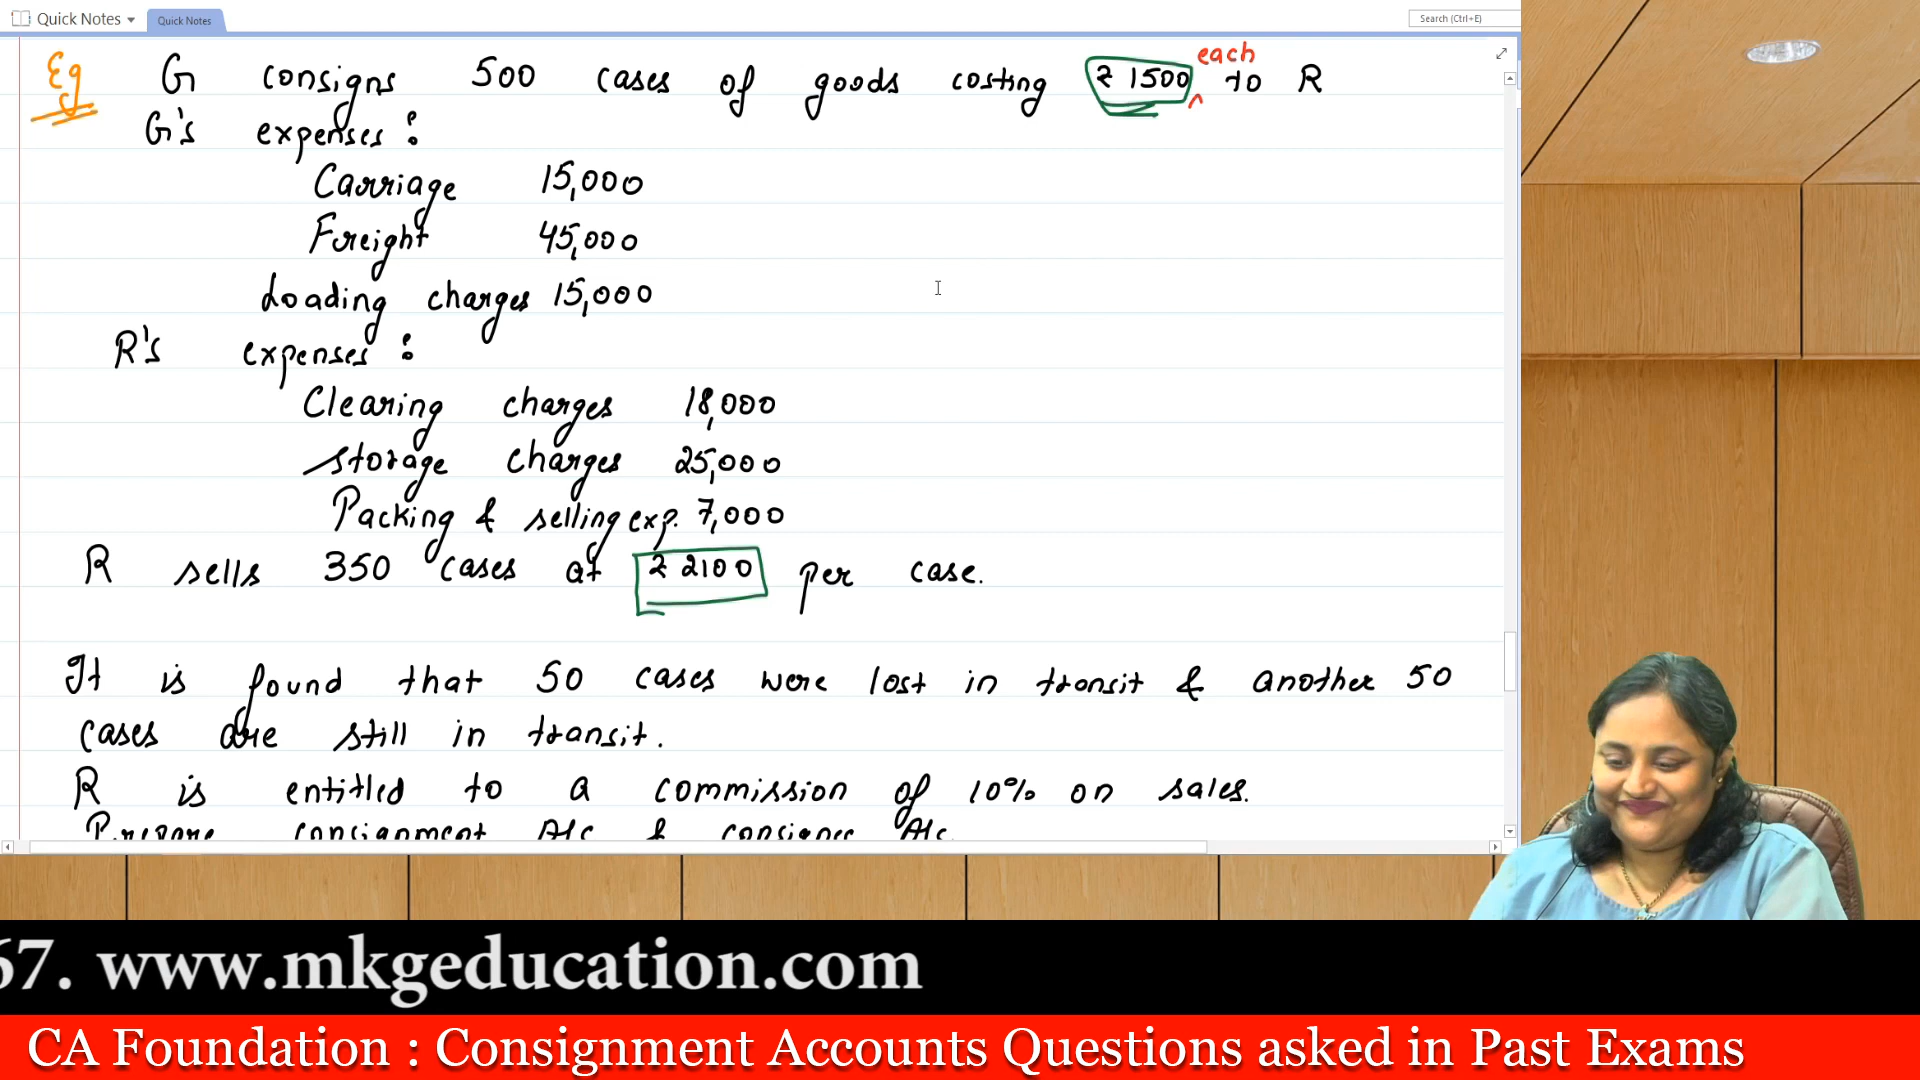 Quick Notes
Quick Notes
Search (Ctrl+E)
each
Eg G consigns 500 cases of goods costing ₹ 1500 ^ to R
G's expenses :
Carriage 15,000
Freight 45,000
Loading charges 15,000
R's expenses :
Clearing charges 18,000
Storage charges 25,000
Packing & selling exp. 7,000
R sells 350 cases at ₹ 2100 per case.
It is found that 50 cases were lost in transit & another 50
cases are still in transit.
R is entitled to a commission of 10% on sales.
Prepare consignment A/c & consignee A/c
67. www.mkgeducation.com
CA Foundation : Consignment Accounts Questions asked in Past Exams